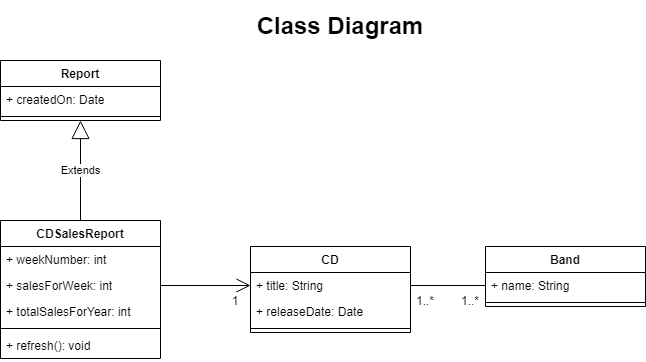 Class Diagram
Report
+ createdOn: Date
Extends
CDSalesReport
+ weekNumber: int
+ salesForWeek: int
+ totalSalesForYear: int
+ refresh(): void
1
CD
+ title: String
+ releaseDate: Date
1..*
1..*
Band
+ name: String